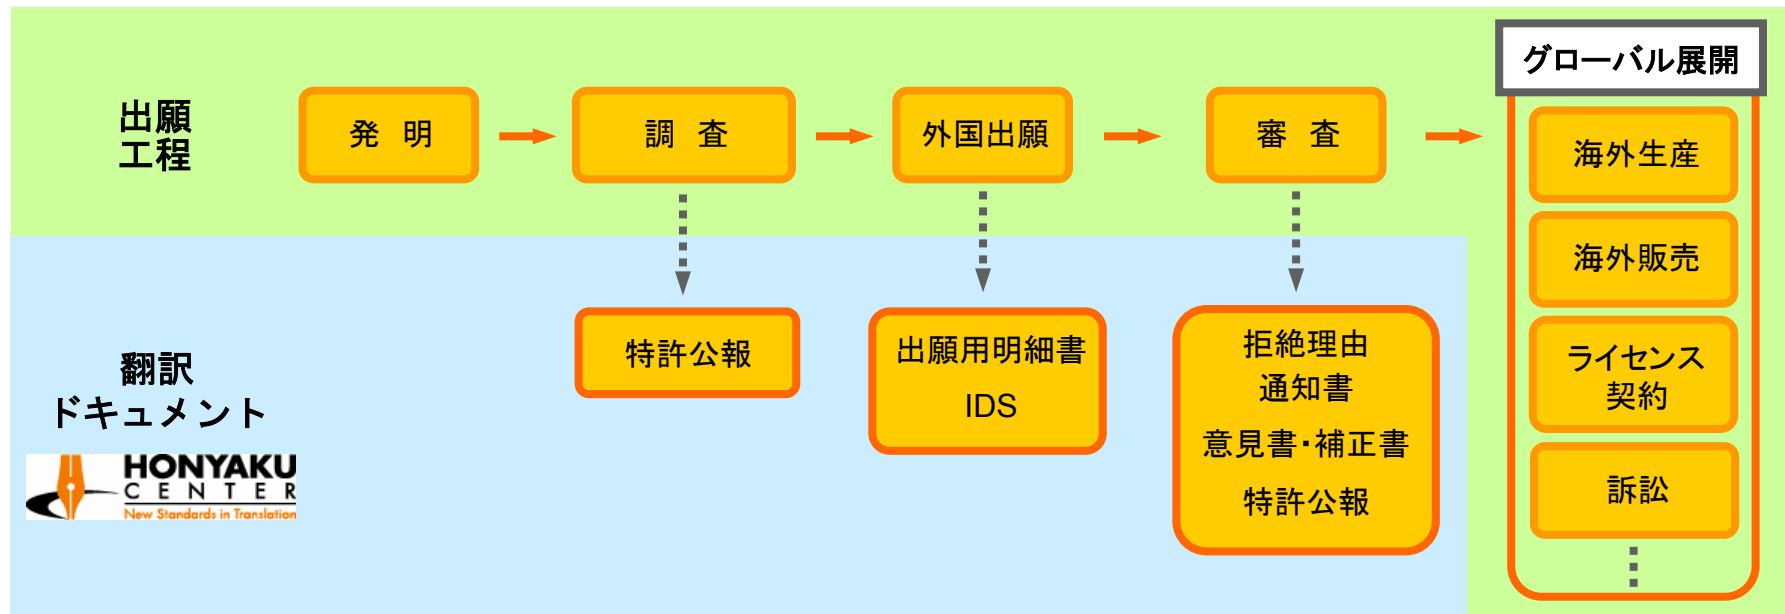 出願
工程
発 明
調 査
外国出願
審 査
グローバル展開
海外生産
海外販売
ライセンス
契約
訴訟
翻訳
ドキュメント
HONYAKU
CENTER
New Standards in Translation
特許公報
出願用明細書
IDS
拒絶理由
通知書
意見書・補正書
特許公報